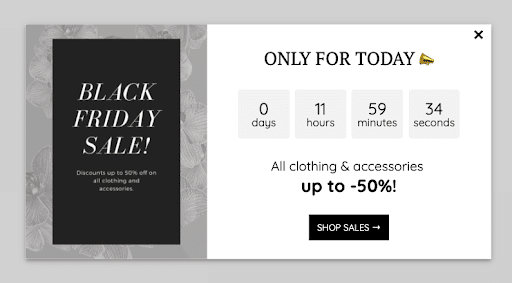 BLACK
FRIDAY
SALE!
Discounts up to 50% off on
all clothing and
accessories.
ONLY FOR TODAY
0 11 59 34
days hours minutes seconds
All clothing & accessories
up to -50%!
SHOP SALES →